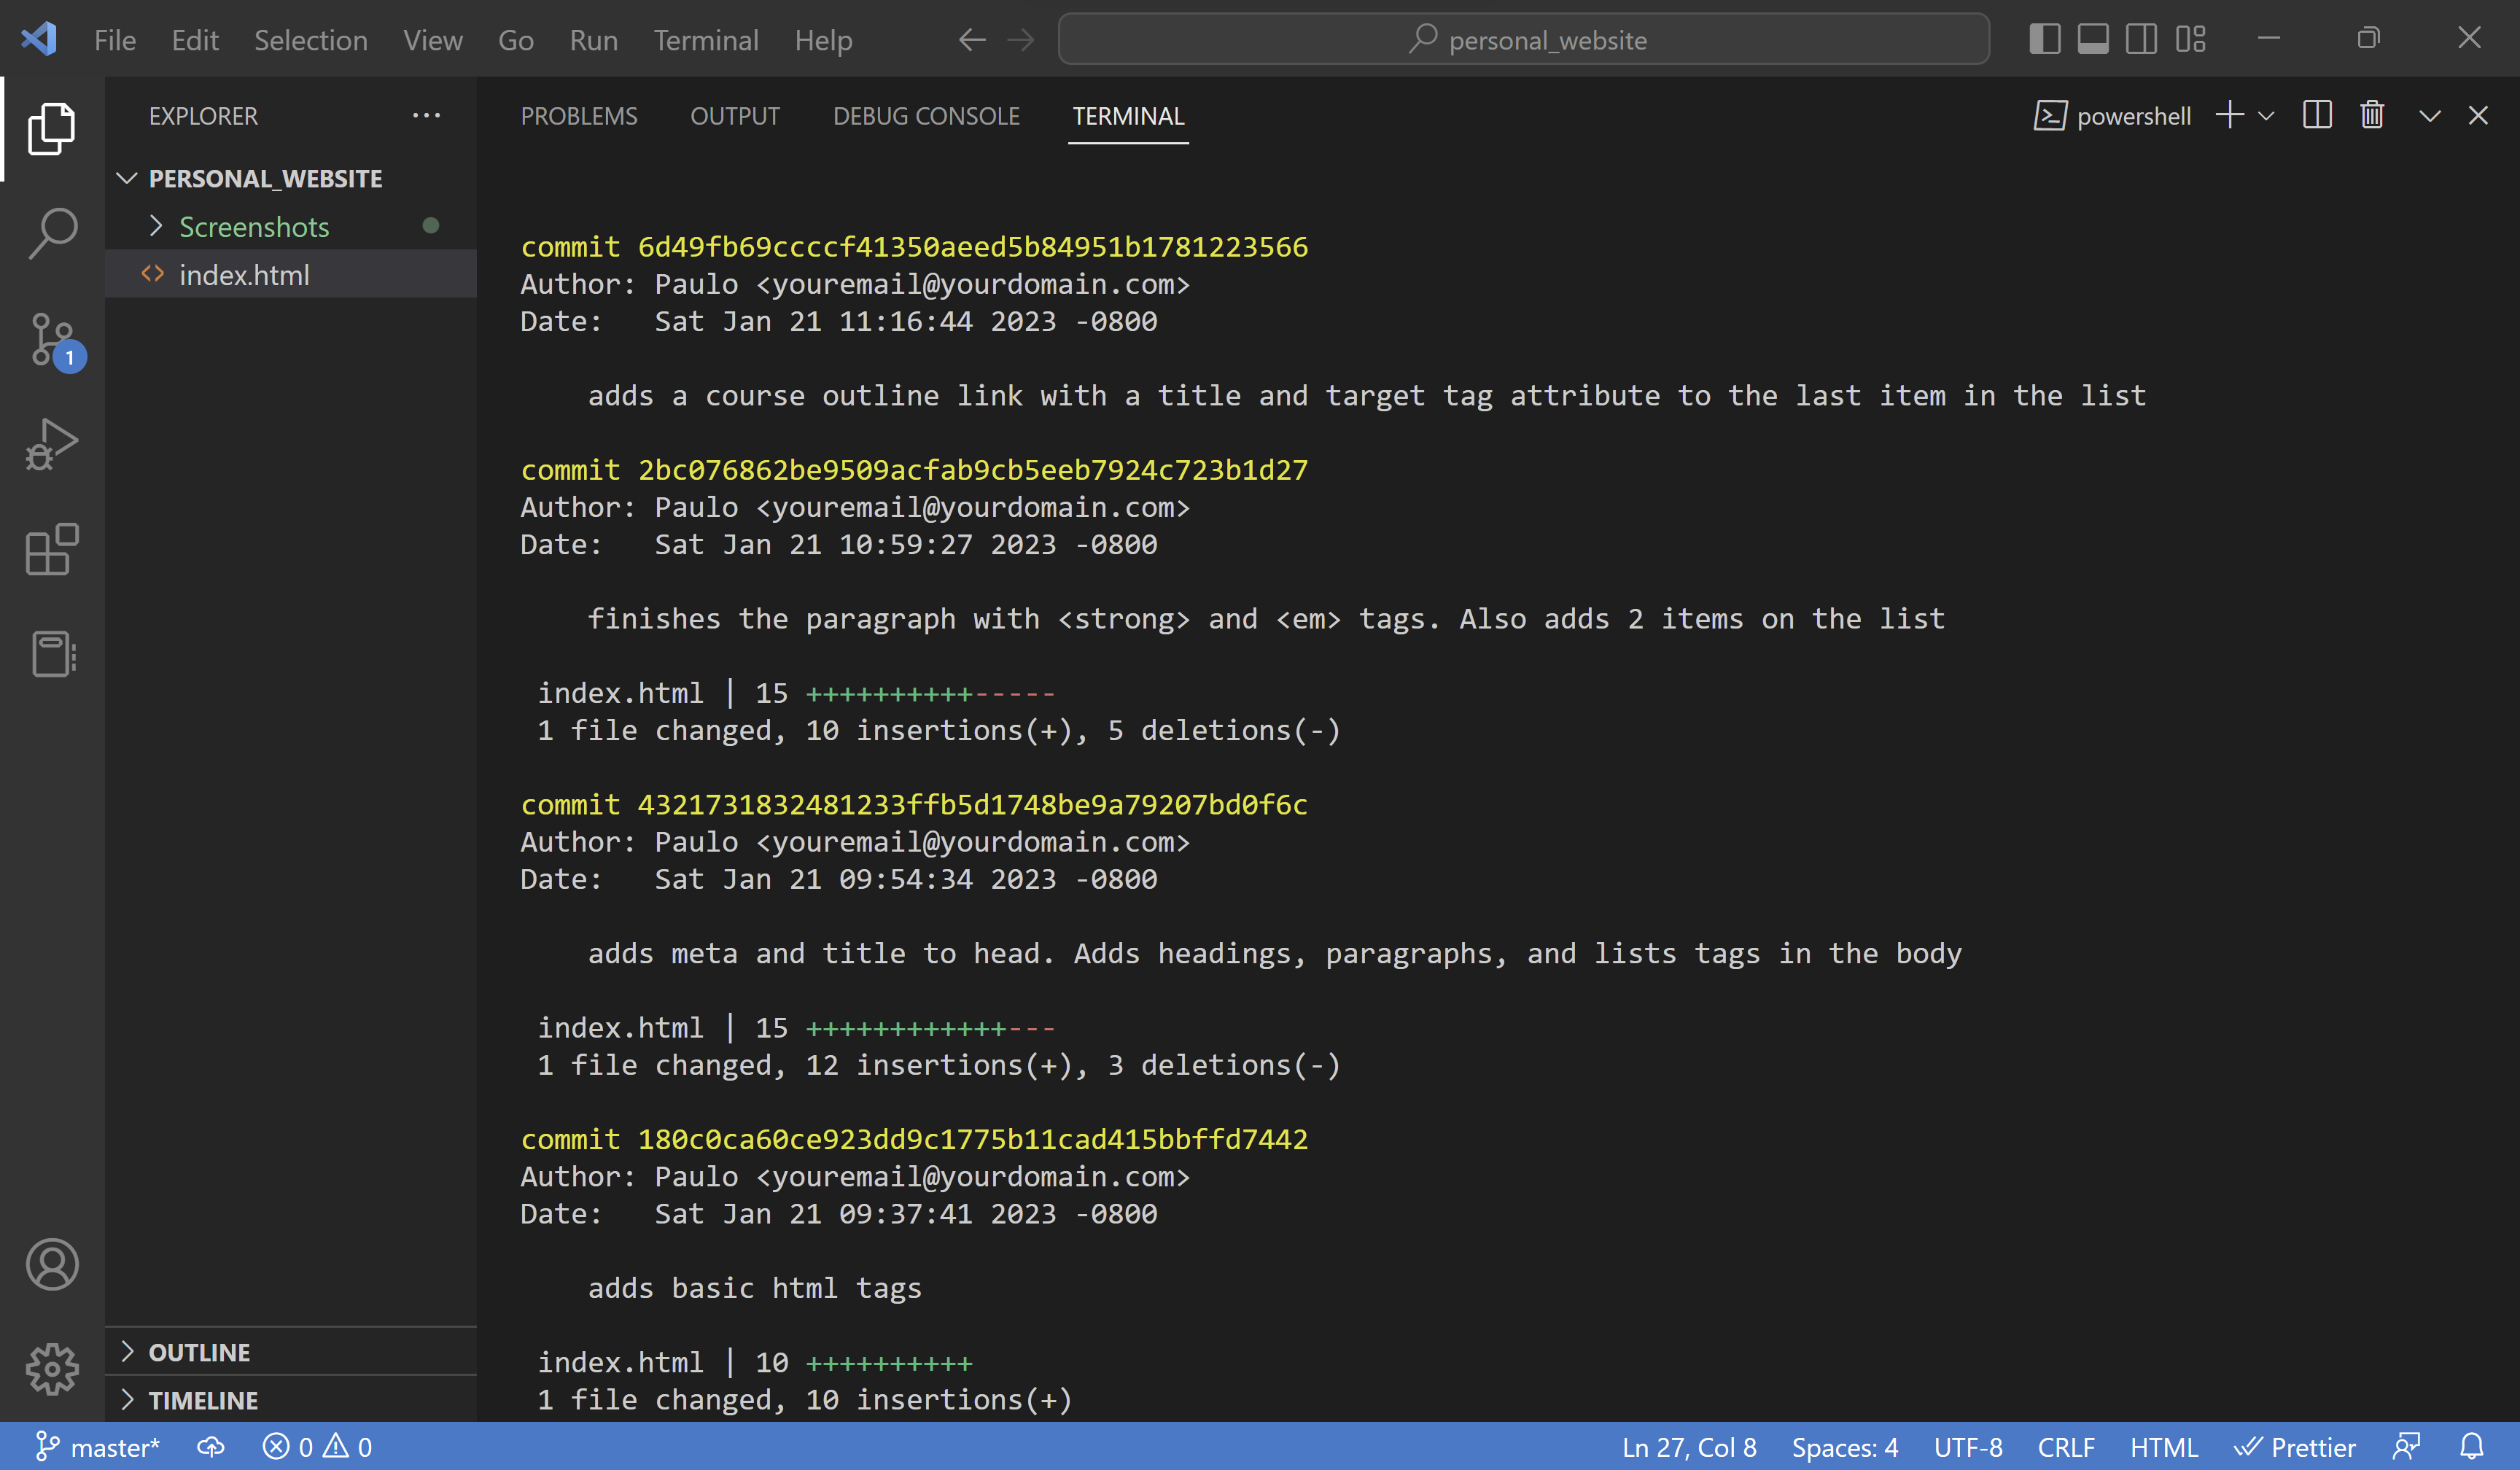 File Edit Selection View Go Run Terminal Help personal_website
EXPLORER
PERSONAL_WEBSITE
Screenshots
index.html
1
OUTLINE
TIMELINE
PROBLEMS OUTPUT DEBUG CONSOLE TERMINAL powershell
commit 6d49fb69ccccf41350aeed5b84951b1781223566
Author: Paulo <youremail@yourdomain.com>
Date:   Sat Jan 21 11:16:44 2023 -0800
adds a course outline link with a title and target tag attribute to the last item in the list
commit 2bc076862be9509acfab9cb5eeb7924c723b1d27
Author: Paulo <youremail@yourdomain.com>
Date:   Sat Jan 21 10:59:27 2023 -0800
finishes the paragraph with <strong> and <em> tags. Also adds 2 items on the list
index.html | 15 ++++++++++-----
1 file changed, 10 insertions(+), 5 deletions(-)
commit 4321731832481233ffb5d1748be9a79207bd0f6c
Author: Paulo <youremail@yourdomain.com>
Date:   Sat Jan 21 09:54:34 2023 -0800
adds meta and title to head. Adds headings, paragraphs, and lists tags in the body
index.html | 15 ++++++++++++---
1 file changed, 12 insertions(+), 3 deletions(-)
commit 180c0ca60ce923dd9c1775b11cad415bbffd7442
Author: Paulo <youremail@yourdomain.com>
Date:   Sat Jan 21 09:37:41 2023 -0800
adds basic html tags
index.html | 10 ++++++++++
1 file changed, 10 insertions(+)
master* 0 0 Ln 27, Col 8 Spaces: 4 UTF-8 CRLF HTML Prettier